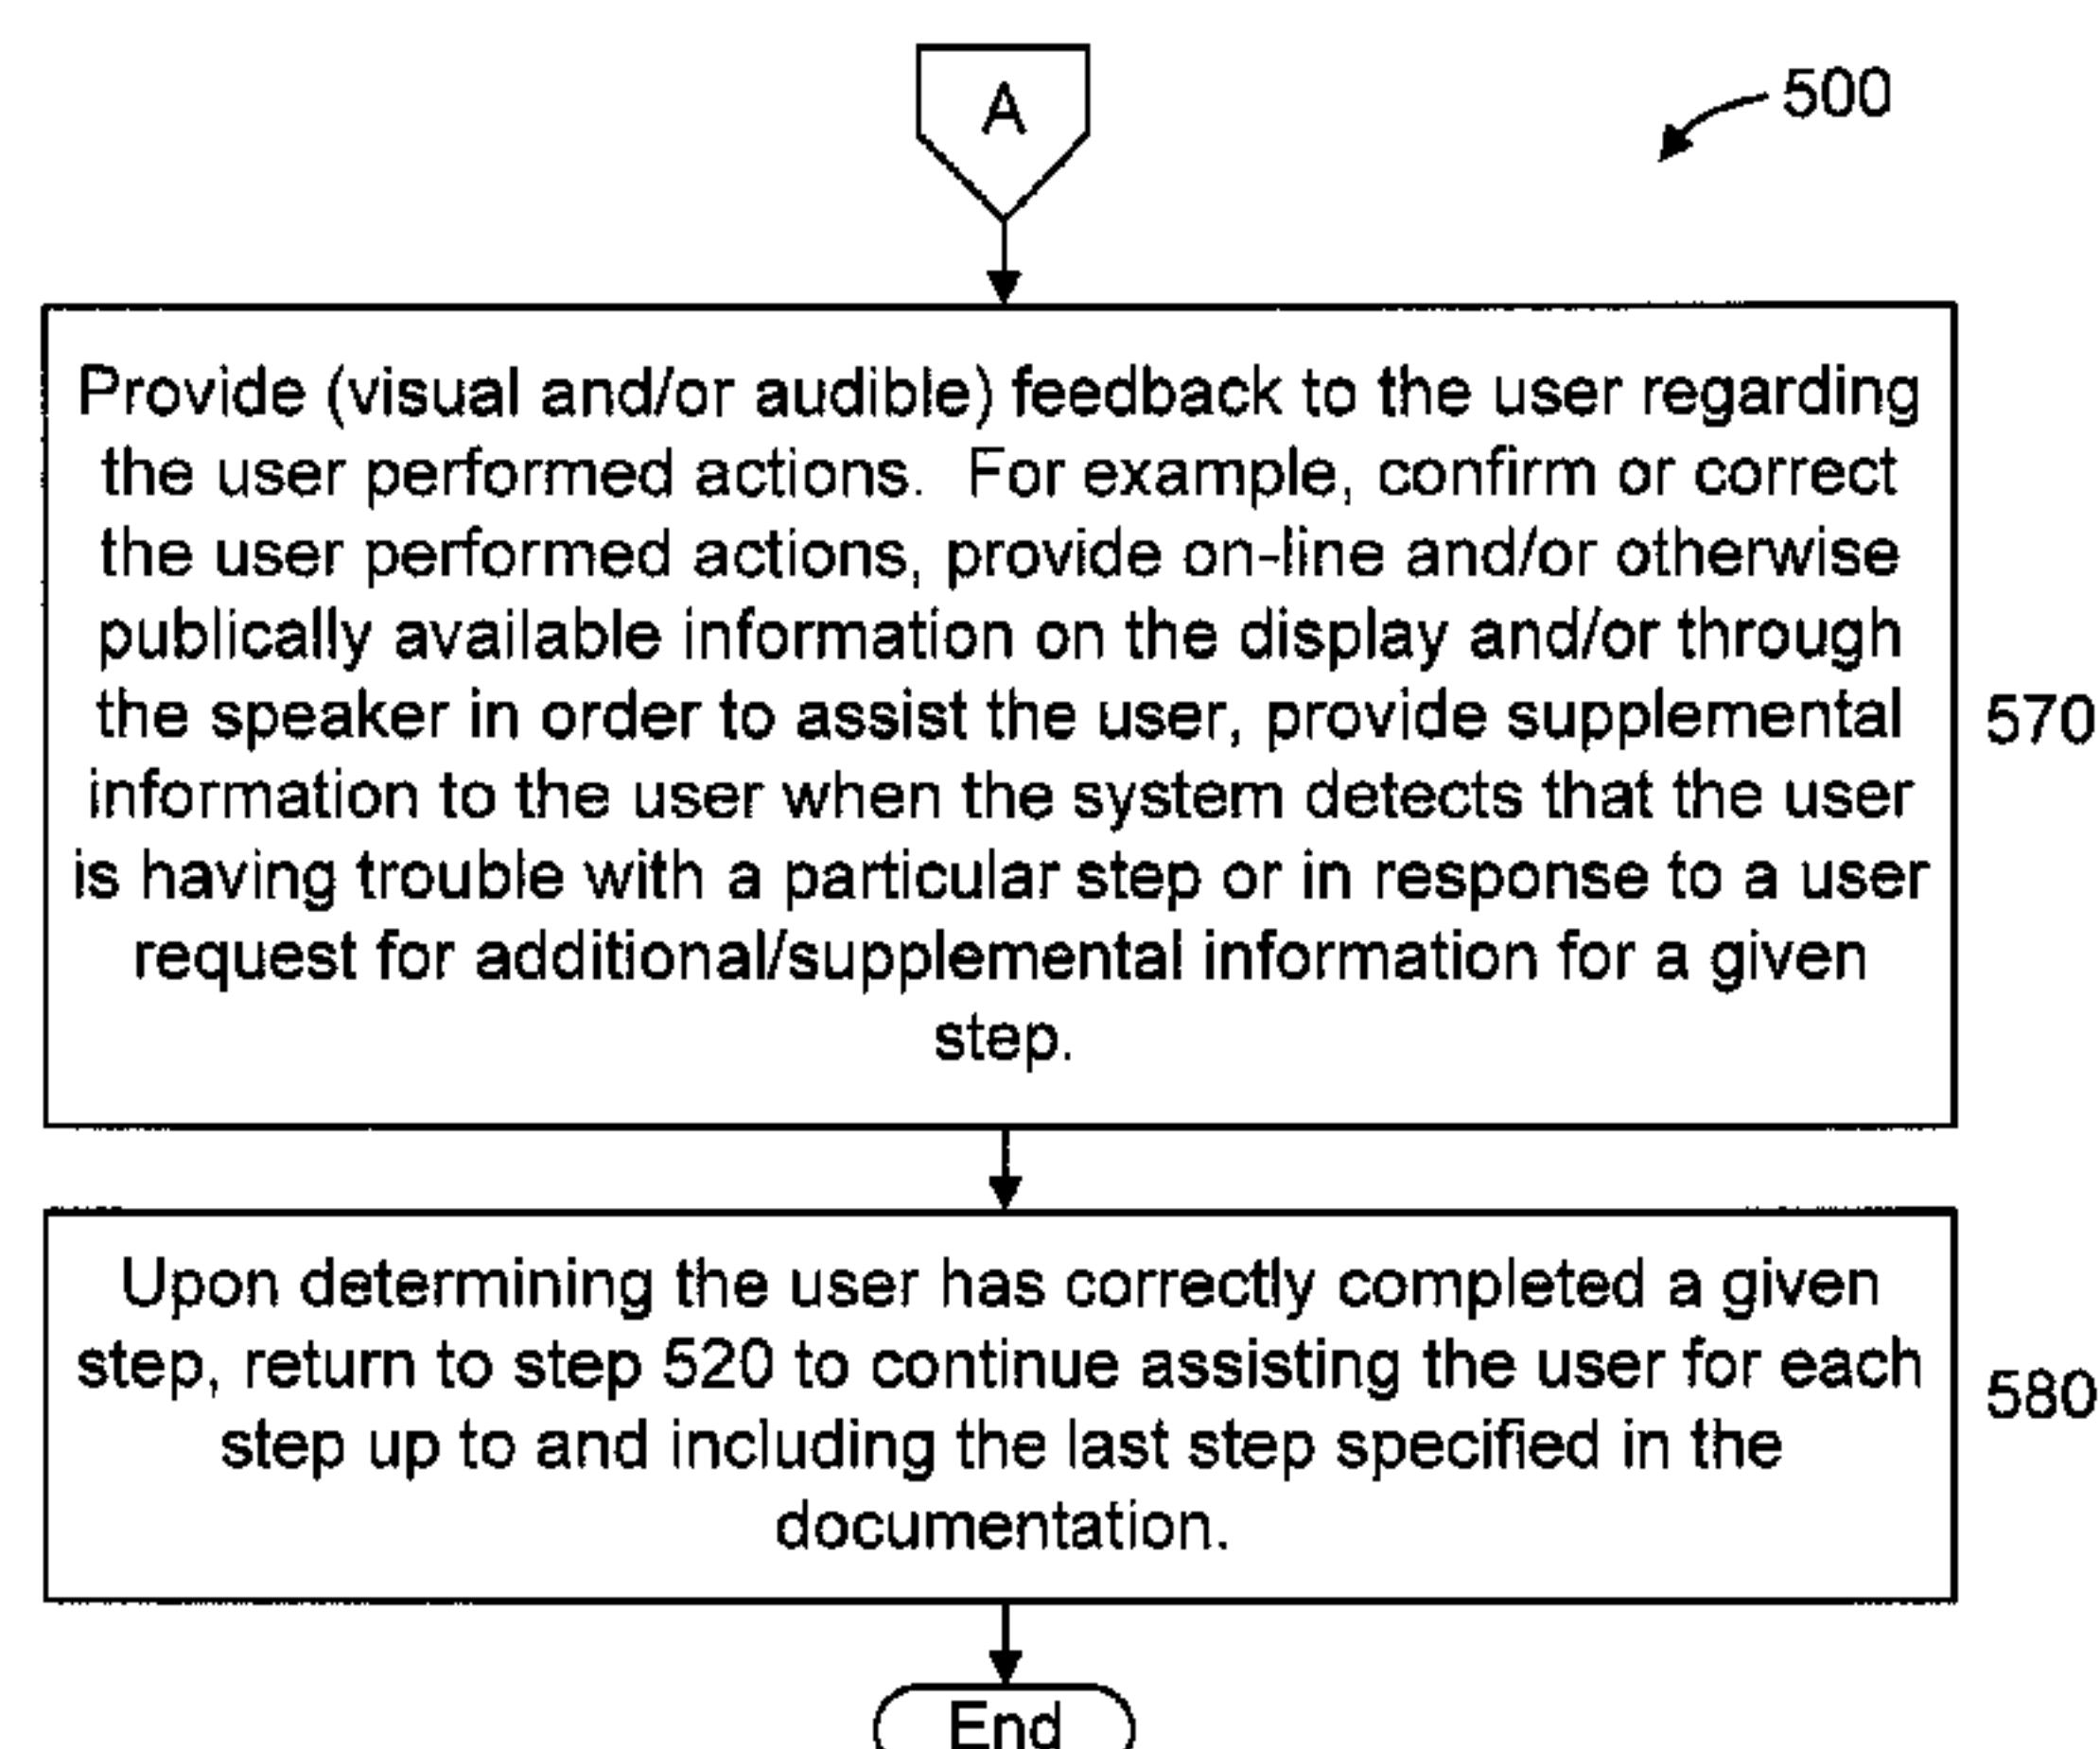 A
500
Provide (visual and/or audible) feedback to the user regarding
the user performed actions. For example, confirm or correct
the user performed actions, provide on-line and/or otherwise
publically available information on the display and/or through
the speaker in order to assist the user, provide supplemental
information to the user when the system detects that the user
is having trouble with a particular step or in response to a user
request for additional/supplemental information for a given
step.
570
Upon determining the user has correctly completed a given
step, return to step 520 to continue assisting the user for each
step up to and including the last step specified in the
documentation.
580
End